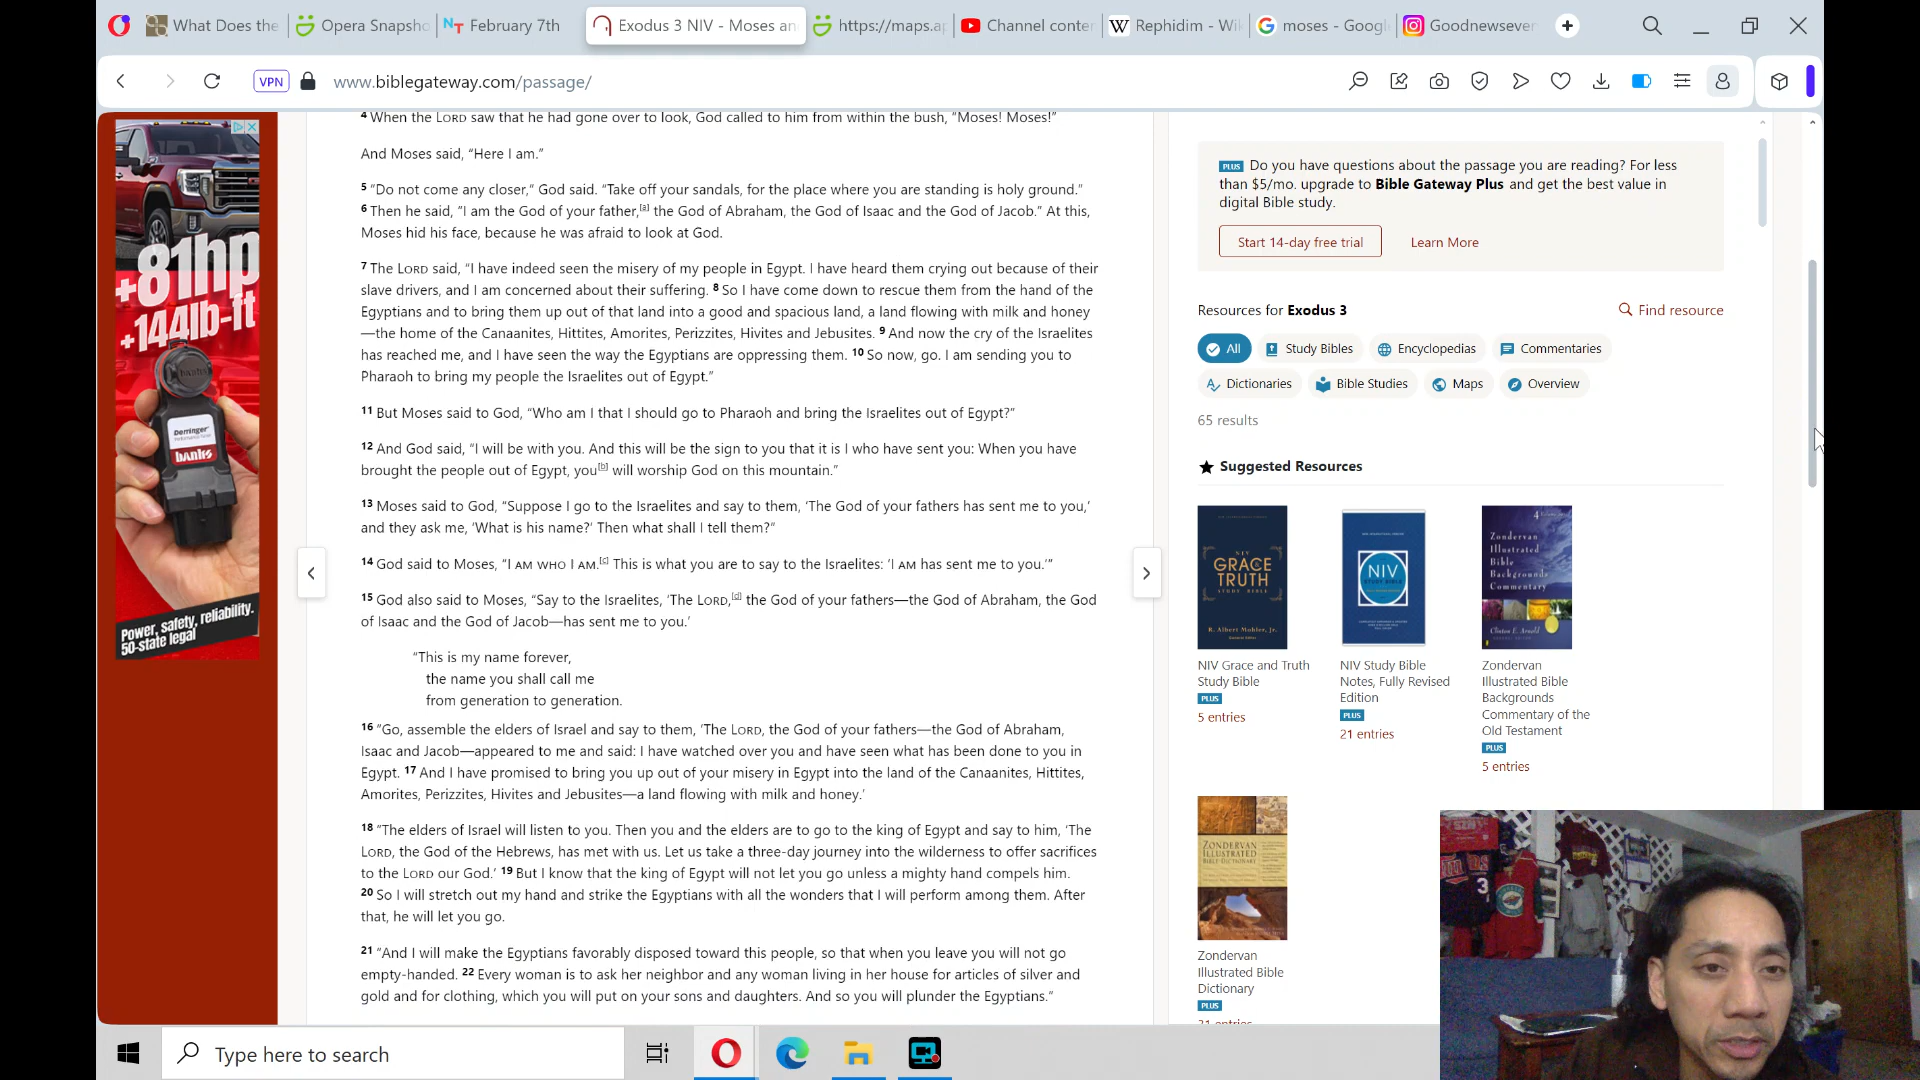 What Does the
Opera Snapsho
February 7th
Exodus 3 NIV - Moses an
https://maps.ap
Channel conten
Rephidim - Wik
moses - Googl
Goodnewsever
VPN
www.biblegateway.com/passage/
+81hp
+144lb-ft
banks
Derringer
banks
Power, safety, reliability.
50-state legal
4 When the LORD saw that he had gone over to look, God called to him from within the bush, “Moses! Moses!”
And Moses said, “Here I am.”
5 “Do not come any closer,” God said. “Take off your sandals, for the place where you are standing is holy ground.”
6 Then he said, “I am the God of your father,[a] the God of Abraham, the God of Isaac and the God of Jacob.” At this,
Moses hid his face, because he was afraid to look at God.
7 The LORD said, “I have indeed seen the misery of my people in Egypt. I have heard them crying out because of their
slave drivers, and I am concerned about their suffering. 8 So I have come down to rescue them from the hand of the
Egyptians and to bring them up out of that land into a good and spacious land, a land flowing with milk and honey
—the home of the Canaanites, Hittites, Amorites, Perizzites, Hivites and Jebusites. 9 And now the cry of the Israelites
has reached me, and I have seen the way the Egyptians are oppressing them. 10 So now, go. I am sending you to
Pharaoh to bring my people the Israelites out of Egypt.”
11 But Moses said to God, “Who am I that I should go to Pharaoh and bring the Israelites out of Egypt?”
12 And God said, “I will be with you. And this will be the sign to you that it is I who have sent you: When you have
brought the people out of Egypt, you[b] will worship God on this mountain.”
13 Moses said to God, “Suppose I go to the Israelites and say to them, ‘The God of your fathers has sent me to you,’
and they ask me, ‘What is his name?’ Then what shall I tell them?”
14 God said to Moses, “I AM WHO I AM.[c] This is what you are to say to the Israelites: ‘I AM has sent me to you.’”
15 God also said to Moses, “Say to the Israelites, ‘The LORD,[d] the God of your fathers—the God of Abraham, the God
of Isaac and the God of Jacob—has sent me to you.’
“This is my name forever,
the name you shall call me
from generation to generation.
16 “Go, assemble the elders of Israel and say to them, ‘The LORD, the God of your fathers—the God of Abraham,
Isaac and Jacob—appeared to me and said: I have watched over you and have seen what has been done to you in
Egypt. 17 And I have promised to bring you up out of your misery in Egypt into the land of the Canaanites, Hittites,
Amorites, Perizzites, Hivites and Jebusites—a land flowing with milk and honey.’
18 “The elders of Israel will listen to you. Then you and the elders are to go to the king of Egypt and say to him, ‘The
LORD, the God of the Hebrews, has met with us. Let us take a three-day journey into the wilderness to offer sacrifices
to the LORD our God.’ 19 But I know that the king of Egypt will not let you go unless a mighty hand compels him.
20 So I will stretch out my hand and strike the Egyptians with all the wonders that I will perform among them. After
that, he will let you go.
21 “And I will make the Egyptians favorably disposed toward this people, so that when you leave you will not go
empty-handed. 22 Every woman is to ask her neighbor and any woman living in her house for articles of silver and
gold and for clothing, which you will put on your sons and daughters. And so you will plunder the Egyptians.”
PLUS Do you have questions about the passage you are reading? For less
than $5/mo. upgrade to Bible Gateway Plus and get the best value in
digital Bible study.
Start 14-day free trial
Learn More
Resources for Exodus 3
Find resource
All
Study Bibles
Encyclopedias
Commentaries
Dictionaries
Bible Studies
Maps
Overview
65 results
Suggested Resources
NIV
GRACE
TRUTH
STUDY BIBLE
R. Albert Mohler, Jr.
NIV
Zondervan
Illustrated
Bible
Backgrounds
Commentary
Clinton E. Arnold
NIV Grace and Truth
Study Bible
PLUS
5 entries
NIV Study Bible
Notes, Fully Revised
Edition
PLUS
21 entries
Zondervan
Illustrated Bible
Backgrounds
Commentary of the
Old Testament
PLUS
5 entries
ZONDERVAN
ILLUSTRATED
BIBLE DICTIONARY
Zondervan
Illustrated Bible
Dictionary
PLUS
21 entries
3
Type here to search